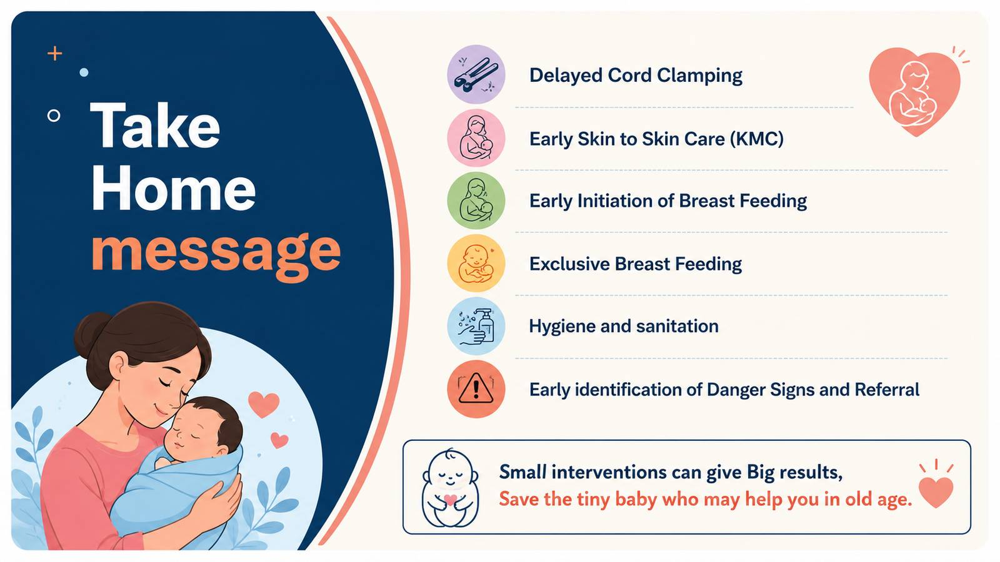 Take
Home
message
Delayed Cord Clamping
Early Skin to Skin Care (KMC)
Early Initiation of Breast Feeding
Exclusive Breast Feeding
Hygiene and sanitation
Early identification of Danger Signs and Referral
Small interventions can give Big results,
Save the tiny baby who may help you in old age.